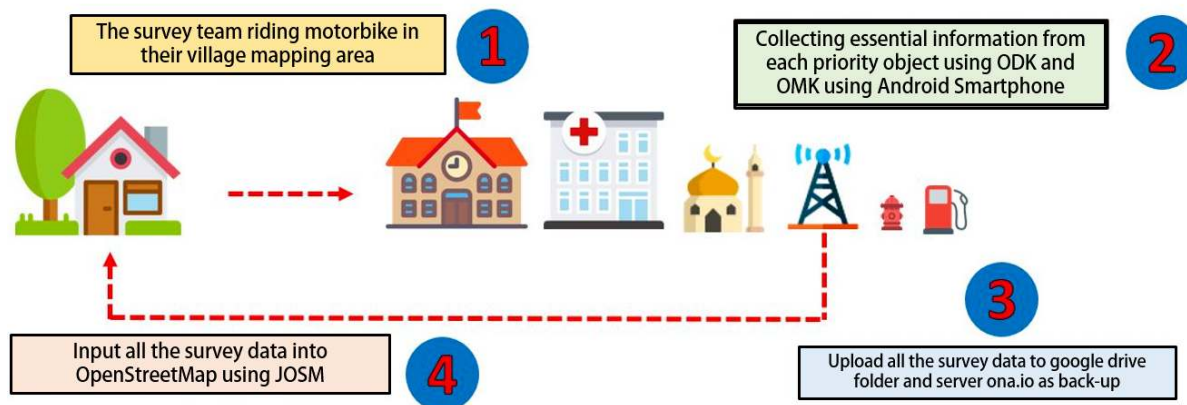 The survey team riding motorbike in
their village mapping area
1
Collecting essential information from
each priority object using ODK and
OMK using Android Smartphone
2
3
Upload all the survey data to google drive
folder and server ona.io as back-up
Input all the survey data into
OpenStreetMap using JOSM
4